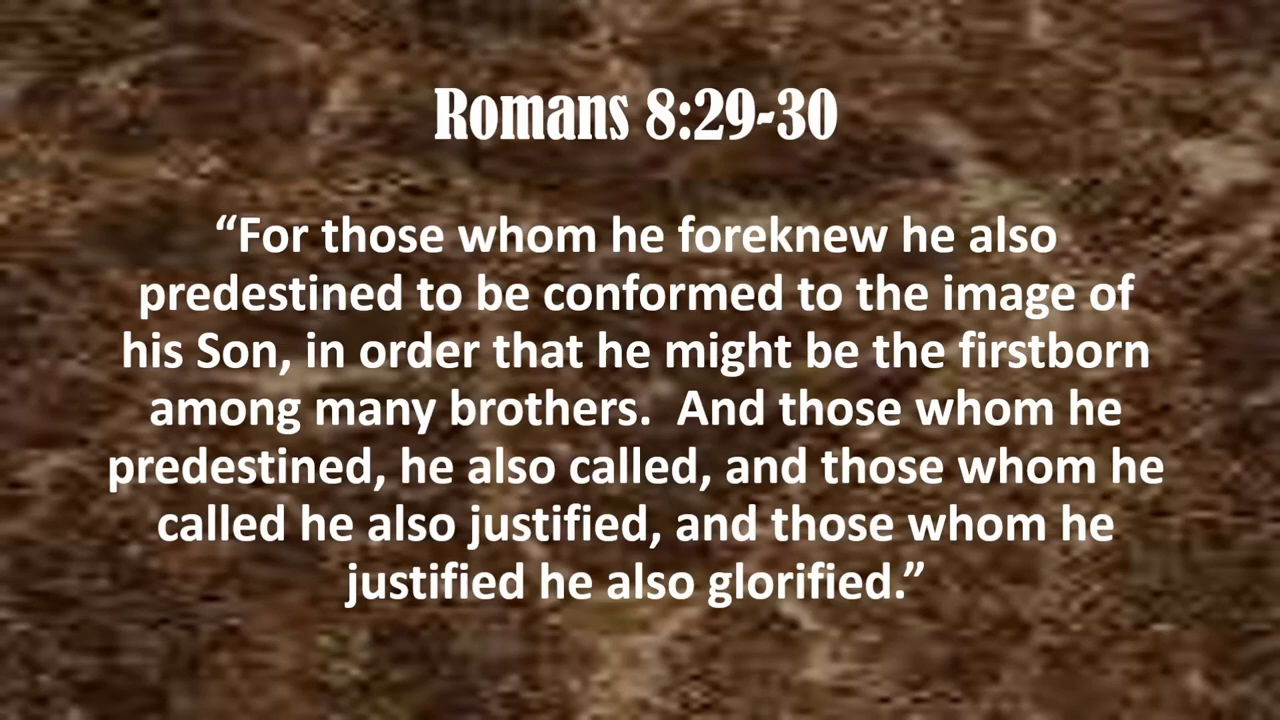 Romans 8:29-30
“For those whom he foreknew he also
predestined to be conformed to the image of
his Son, in order that he might be the firstborn
among many brothers.  And those whom he
predestined, he also called, and those whom he
called he also justified, and those whom he
justified he also glorified.”